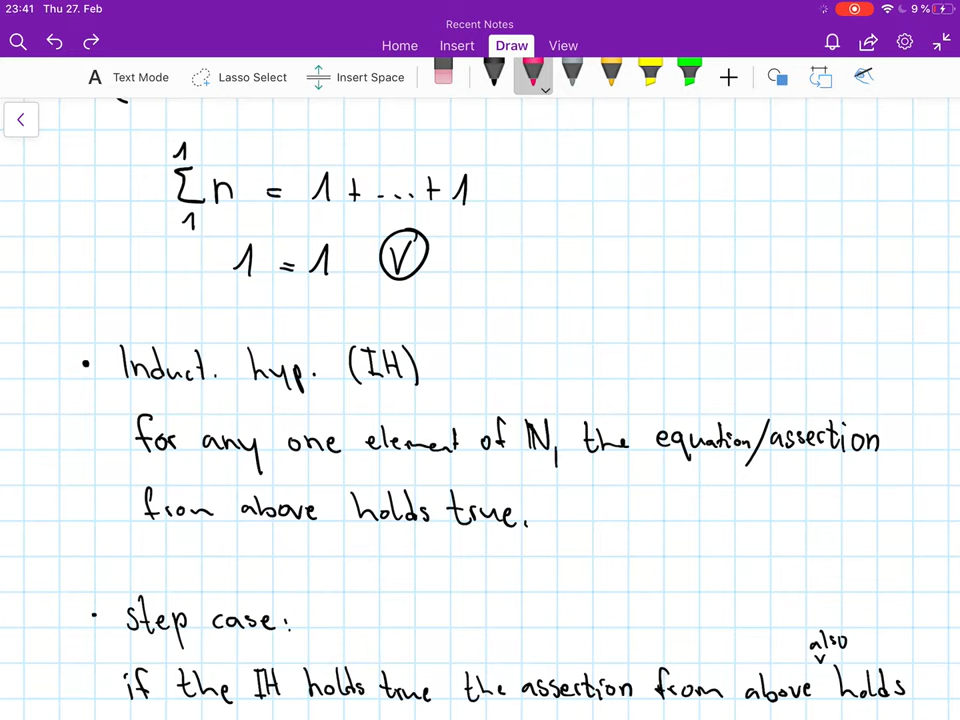 23:41 Thu 27. Feb
9 %
Recent Notes
Home Insert Draw View
Text Mode Lasso Select Insert Space
1
Σ n = 1 + ... + 1
1
1 = 1 V
• Induct. hyp. (IH)
for any one element of ℕ, the equation/assertion
from above holds true.
• step case:
also
if the IH holds true the assertion from above holds